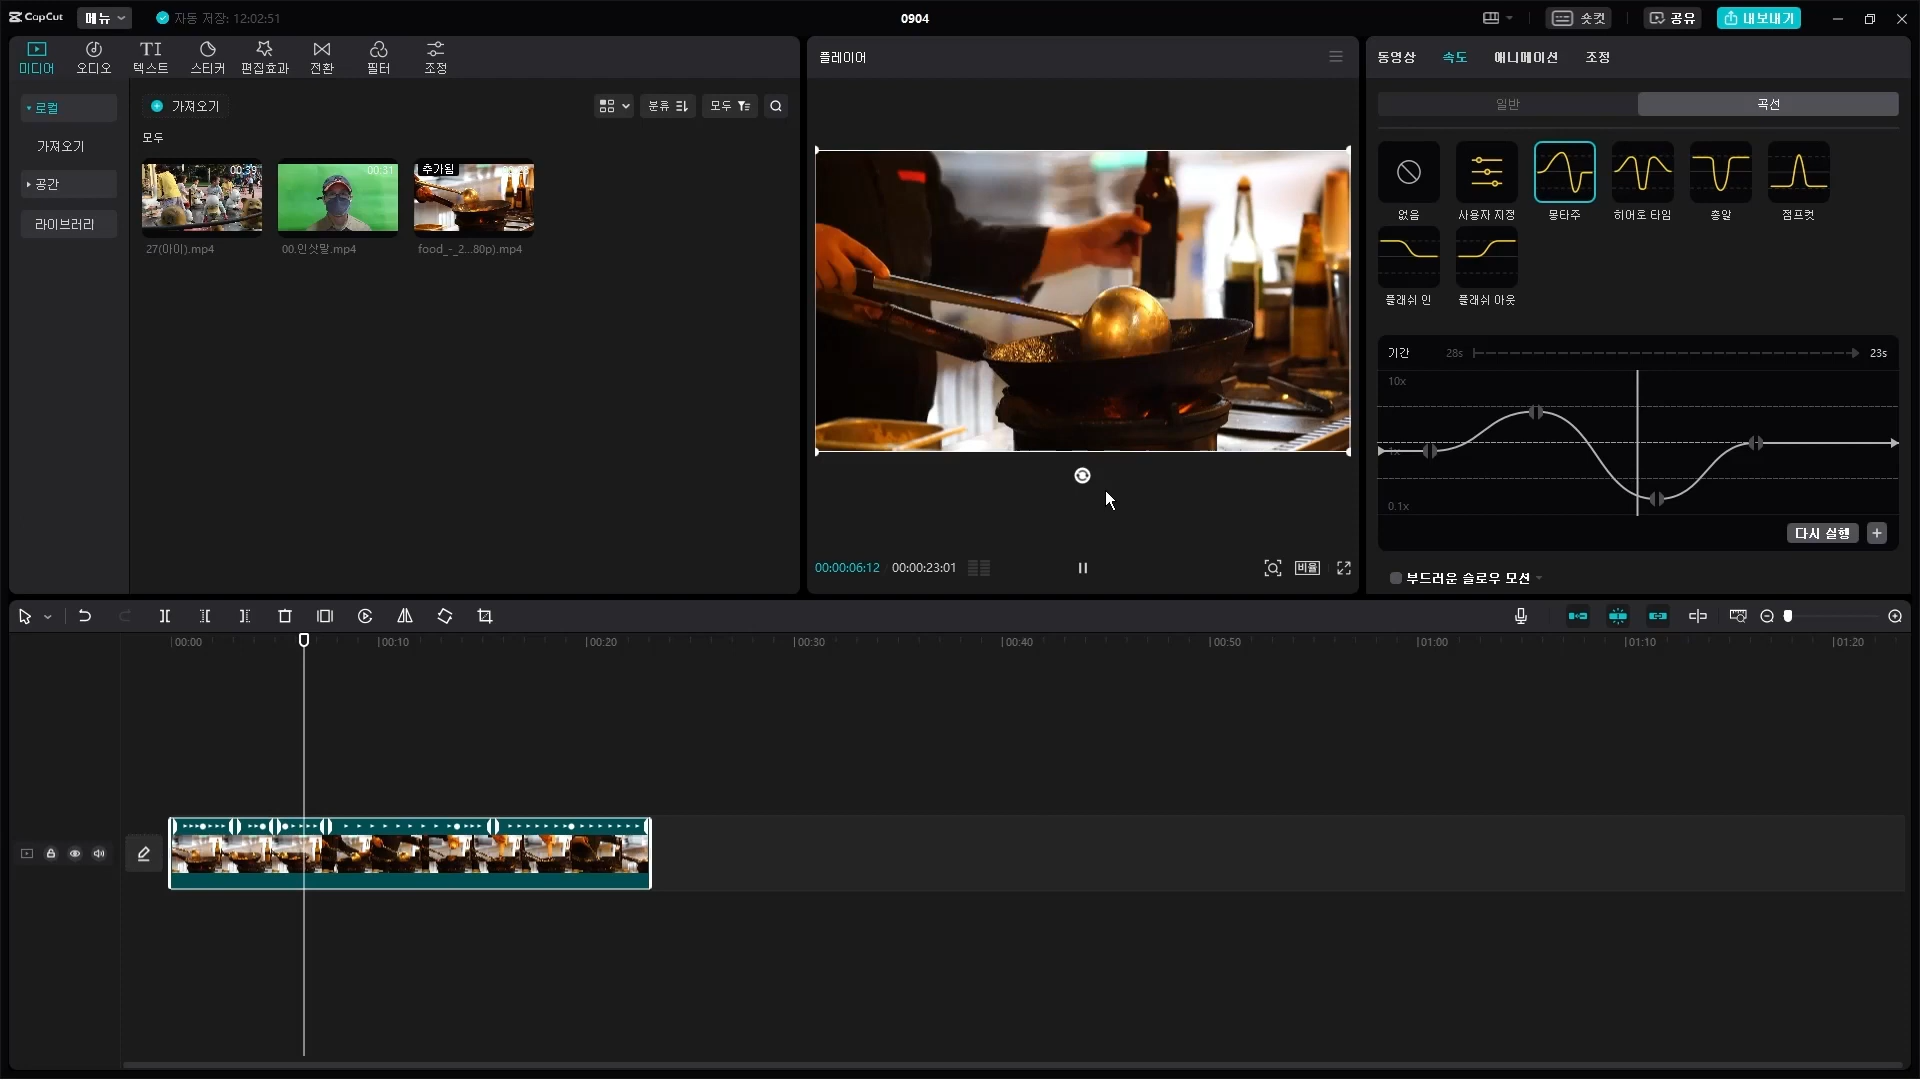 CapCut 메뉴 자동 저장: 12:02:51 0904 숏컷 공유 내보내기
미디어 오디오 텍스트 스티커 편집효과 전환 필터 조정
로컬
가져오기
공간
라이브러리
가져오기 분류 모두
모두
00:39
27(아이).mp4
00:31
00.인삿말.mp4
추가됨
food_-_2...80p).mp4
플레이어
00:00:06:12 00:00:23:01 비율
동영상 속도 애니메이션 조정
일반 곡선
없음 사용자 지정 몽타주 히어로 타임 총알 점프컷
플래쉬 인 플래쉬 아웃
기간 28s 23s
10x
1x
0.1x
다시 실행
부드러운 슬로우 모션
00:00 00:10 00:20 00:30 00:40 00:50 01:00 01:10 01:20